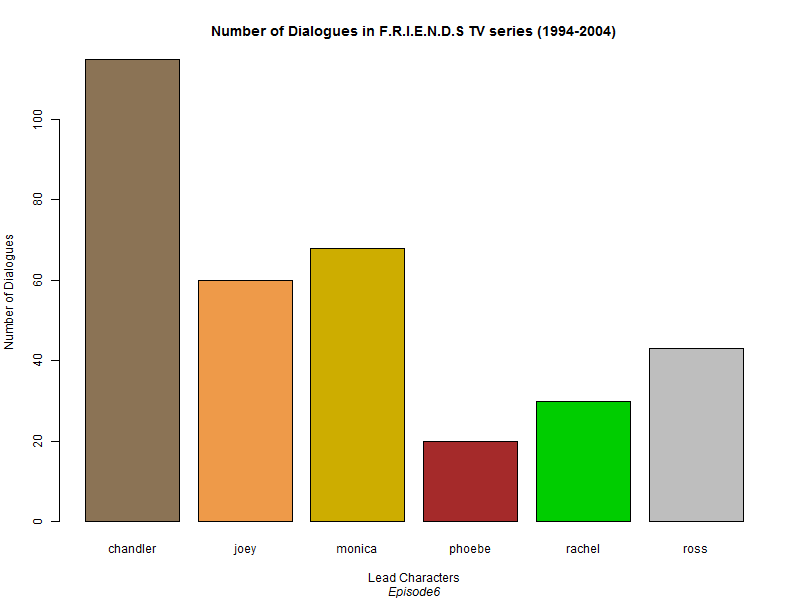 Number of Dialogues in F.R.I.E.N.D.S TV series (1994-2004)
Number of Dialogues
100
80
60
40
20
0
chandler joey monica phoebe rachel ross
Lead Characters
Episode6